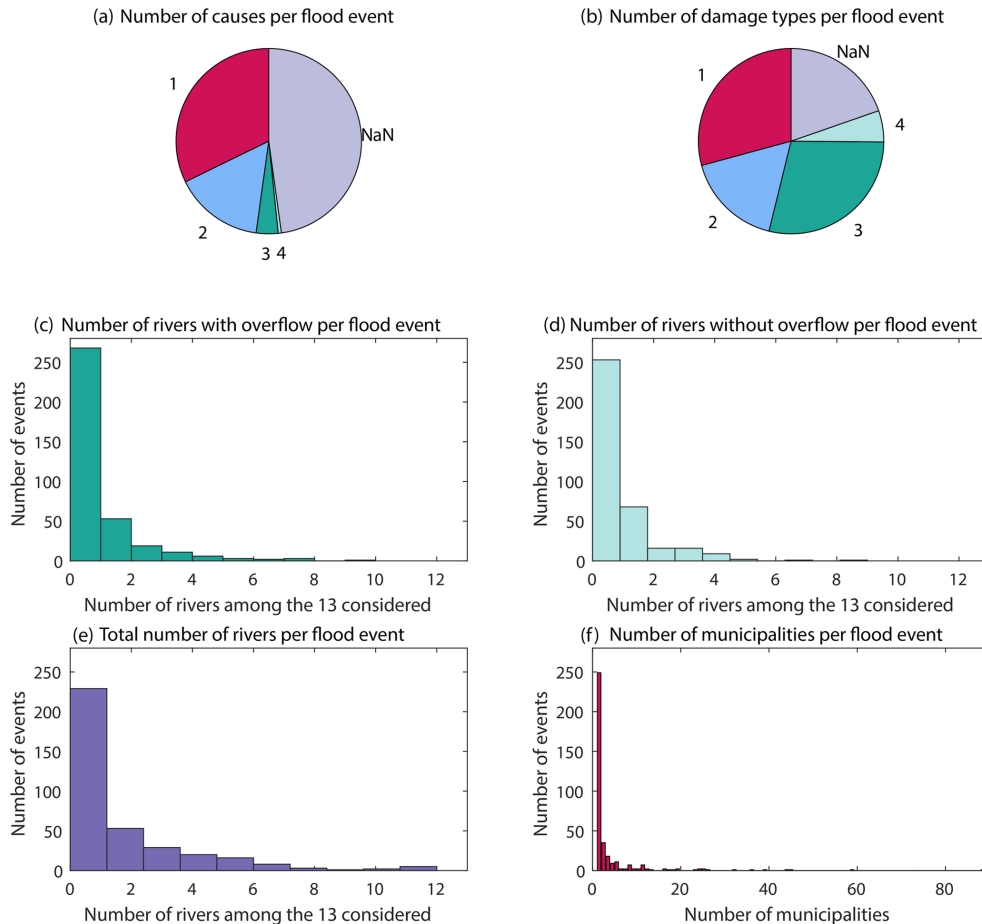 (a) Number of causes per flood event
1
2
3
4
NaN
(b) Number of damage types per flood event
NaN
1
2
3
4
(c) Number of rivers with overflow per flood event
Number of events
250
200
150
100
50
0
0 2 4 6 8 10 12
Number of rivers among the 13 considered
(d) Number of rivers without overflow per flood event
Number of events
250
200
150
100
50
0
0 2 4 6 8 10 12
Number of rivers among the 13 considered
(e) Total number of rivers per flood event
Number of events
250
200
150
100
50
0
0 2 4 6 8 10 12
Number of rivers among the 13 considered
(f) Number of municipalities per flood event
Number of events
250
200
150
100
50
0
0 20 40 60 80
Number of municipalities